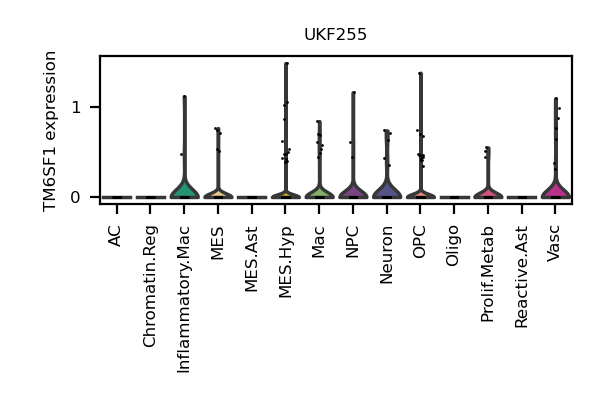 UKF255
TM6SF1 expression
1
0
AC
Chromatin.Reg
Inflammatory.Mac
MES
MES.Ast
MES.Hyp
Mac
NPC
Neuron
OPC
Oligo
Prolif.Metab
Reactive.Ast
Vasc